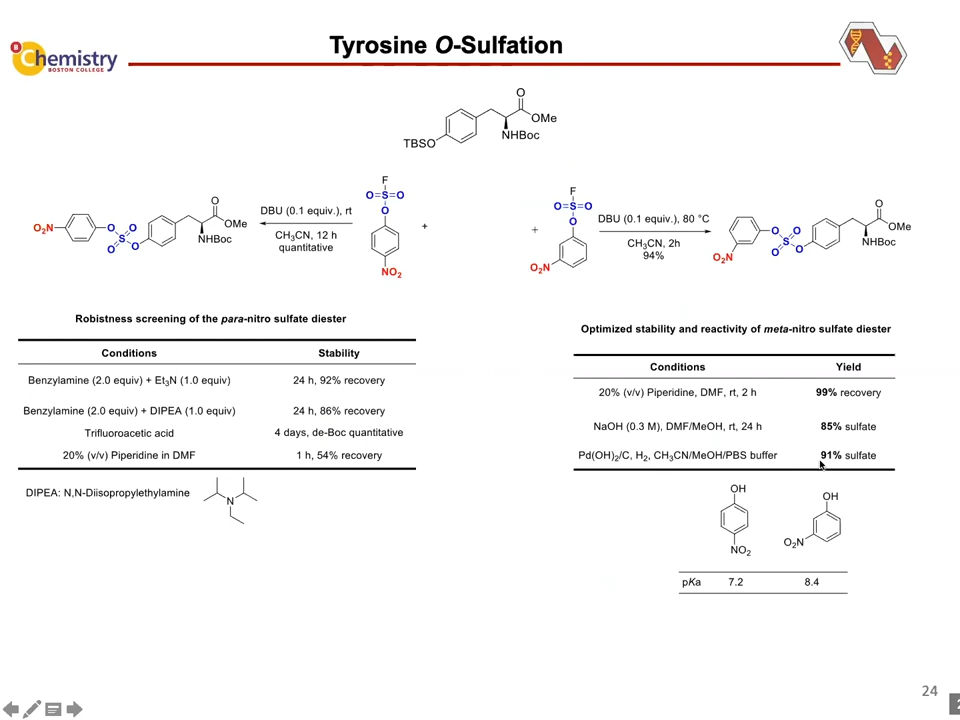 Tyrosine O-Sulfation
B
Chemistry
BOSTON COLLEGE
O
OMe
NHBoc
TBSO
O₂N
O
O
S
O
O
O
OMe
NHBoc
DBU (0.1 equiv.), rt
CH₃CN, 12 h
quantitative
F
O=S=O
O
NO₂
+
+
F
O=S=O
O
O₂N
DBU (0.1 equiv.), 80 °C
CH₃CN, 2h
94%
O₂N
O
O
S
O
O
O
OMe
NHBoc
Robistness screening of the para-nitro sulfate diester
Conditions Stability
Benzylamine (2.0 equiv) + Et₃N (1.0 equiv) 24 h, 92% recovery
Benzylamine (2.0 equiv) + DIPEA (1.0 equiv) 24 h, 86% recovery
Trifluoroacetic acid 4 days, de-Boc quantitative
20% (v/v) Piperidine in DMF 1 h, 54% recovery
DIPEA: N,N-Diisopropylethylamine
N
Optimized stability and reactivity of meta-nitro sulfate diester
Conditions Yield
20% (v/v) Piperidine, DMF, rt, 2 h 99% recovery
NaOH (0.3 M), DMF/MeOH, rt, 24 h 85% sulfate
Pd(OH)₂/C, H₂, CH₃CN/MeOH/PBS buffer 91% sulfate
OH
NO₂
OH
O₂N
pKa 7.2 8.4
24